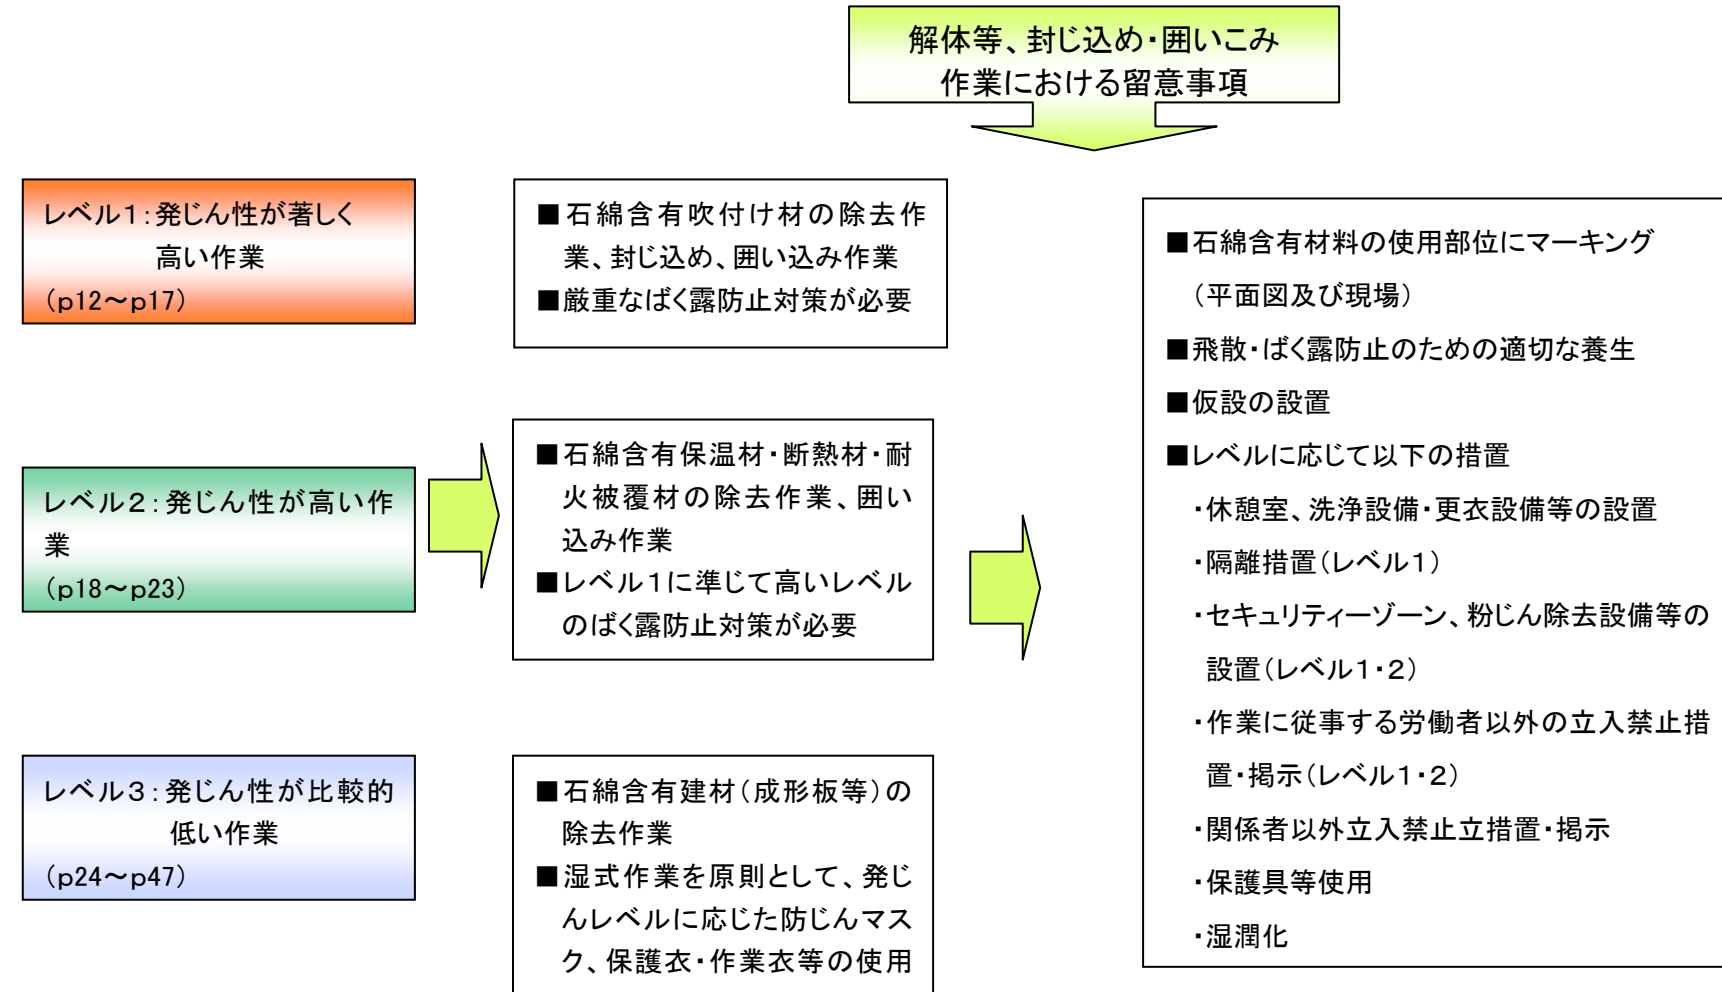 解体等、封じ込め・囲いこみ
作業における留意事項
レベル１：発じん性が著しく
高い作業
（p12～p17）
■石綿含有吹付け材の除去作
業、封じ込め、囲い込み作業
■厳重なばく露防止対策が必要
レベル２：発じん性が高い作
業
（p18～p23）
■石綿含有保温材・断熱材・耐
火被覆材の除去作業、囲い
込み作業
■レベル１に準じて高いレベル
のばく露防止対策が必要
レベル３：発じん性が比較的
低い作業
（p24～p47）
■石綿含有建材（成形板等）の
除去作業
■湿式作業を原則として、発じ
んレベルに応じた防じんマス
ク、保護衣・作業衣等の使用
■石綿含有材料の使用部位にマーキング
（平面図及び現場）
■飛散・ばく露防止のための適切な養生
■仮設の設置
■レベルに応じて以下の措置
・休憩室、洗浄設備・更衣設備等の設置
・隔離措置（レベル１）
・セキュリティーゾーン、粉じん除去設備等の
設置（レベル１・２）
・作業に従事する労働者以外の立入禁止措
置・掲示（レベル１・２）
・関係者以外立入禁止立措置・掲示
・保護具等使用
・湿潤化